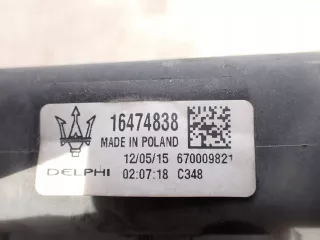 16474838
MADE IN POLAND
12/05/15 670009821
DELPHI 02:07:18 C348